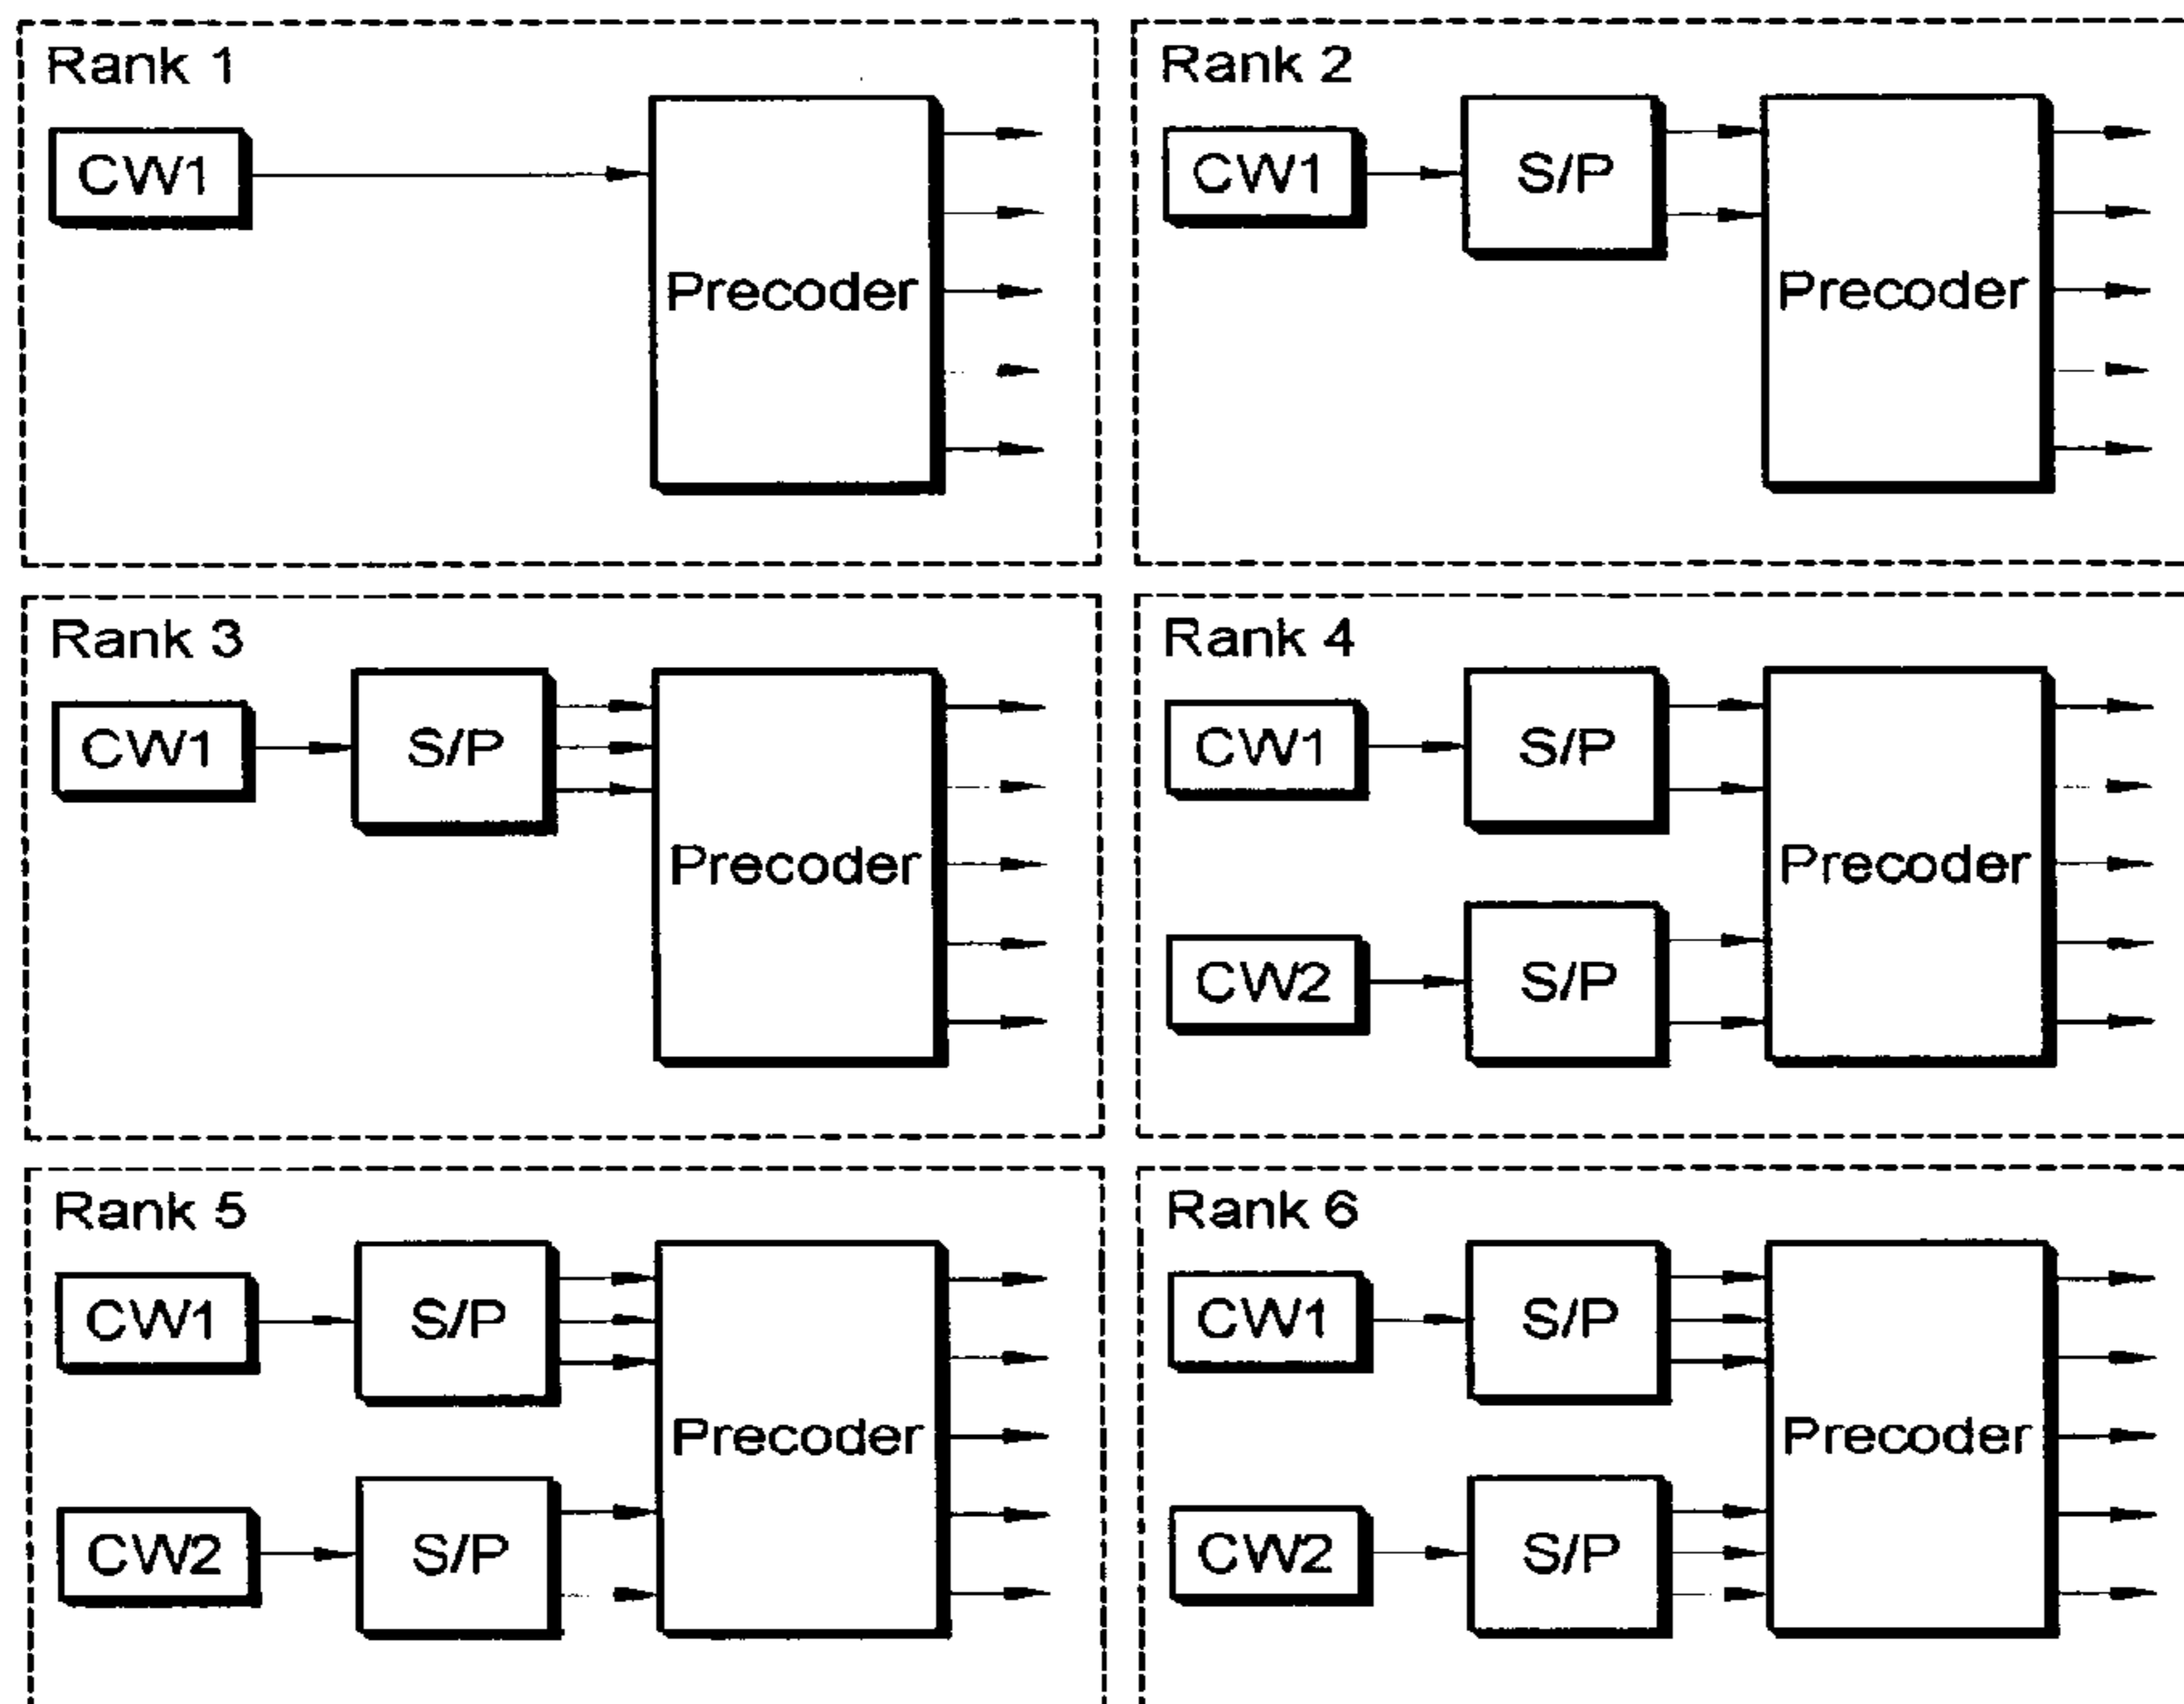 Rank 1
CW1
Precoder
Rank 2
CW1
S/P
Precoder
Rank 3
CW1
S/P
Precoder
Rank 4
CW1
S/P
Precoder
CW2
S/P
Rank 5
CW1
S/P
Precoder
CW2
S/P
Rank 6
CW1
S/P
Precoder
CW2
S/P